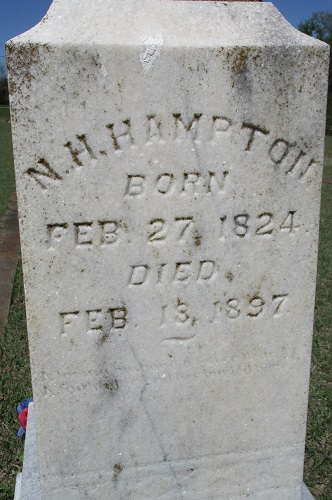 N.H. HAMPTON
BORN
FEB. 27, 1824
DIED
FEB. 13, 1897